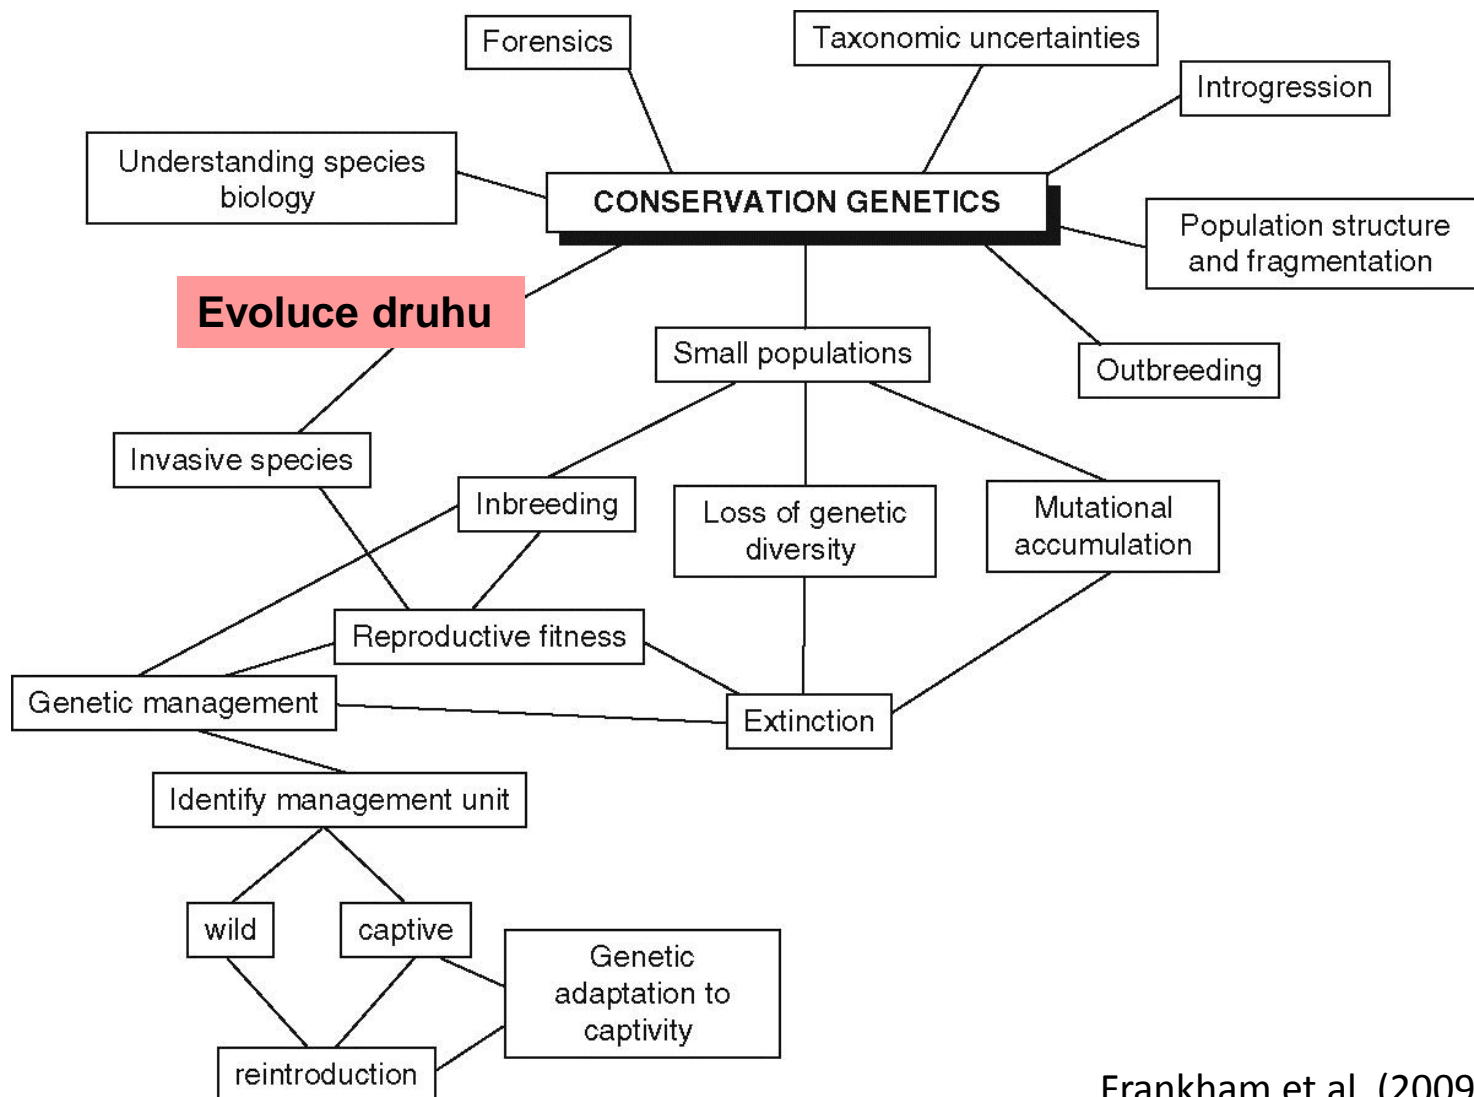 Forensics
Taxonomic uncertainties
Introgression
Understanding species
biology
CONSERVATION GENETICS
Population structure
and fragmentation
Evoluce druhu
Small populations
Outbreeding
Invasive species
Inbreeding
Loss of genetic
diversity
Mutational
accumulation
Reproductive fitness
Genetic management
Extinction
Identify management unit
wild
captive
Genetic
adaptation to
captivity
reintroduction
Frankham et al. (2009